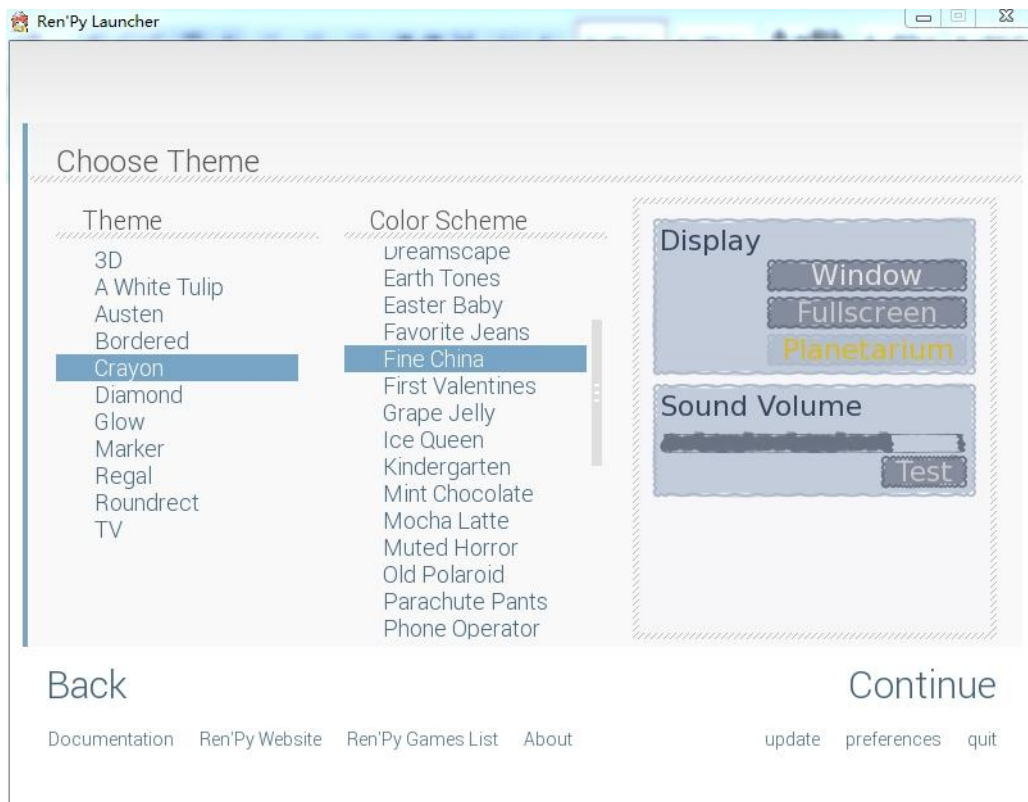 Ren'Py Launcher
Choose Theme
Theme
3D
A White Tulip
Austen
Bordered
Crayon
Diamond
Glow
Marker
Regal
Roundrect
TV
Color Scheme
Dreamscape
Earth Tones
Easter Baby
Favorite Jeans
Fine China
First Valentines
Grape Jelly
Ice Queen
Kindergarten
Mint Chocolate
Mocha Latte
Muted Horror
Old Polaroid
Parachute Pants
Phone Operator
Display
Window
Fullscreen
Planetarium
Sound Volume
Test
Back
Continue
Documentation Ren'Py Website Ren'Py Games List About update preferences quit